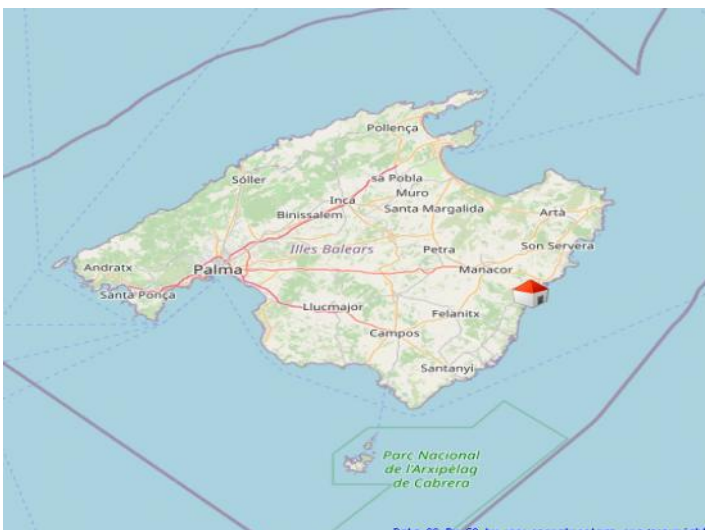 Pollença
sa Pobla
Sóller
Muro
Inca
Santa Margalida
Binissalem
Artà
Illes Balears
Petra
Son Servera
Andratx
Palma
Manacor
Santa Ponça
Llucmajor
Felanitx
Campos
Santanyí
Parc Nacional
de l'Arxipèlag
de Cabrera